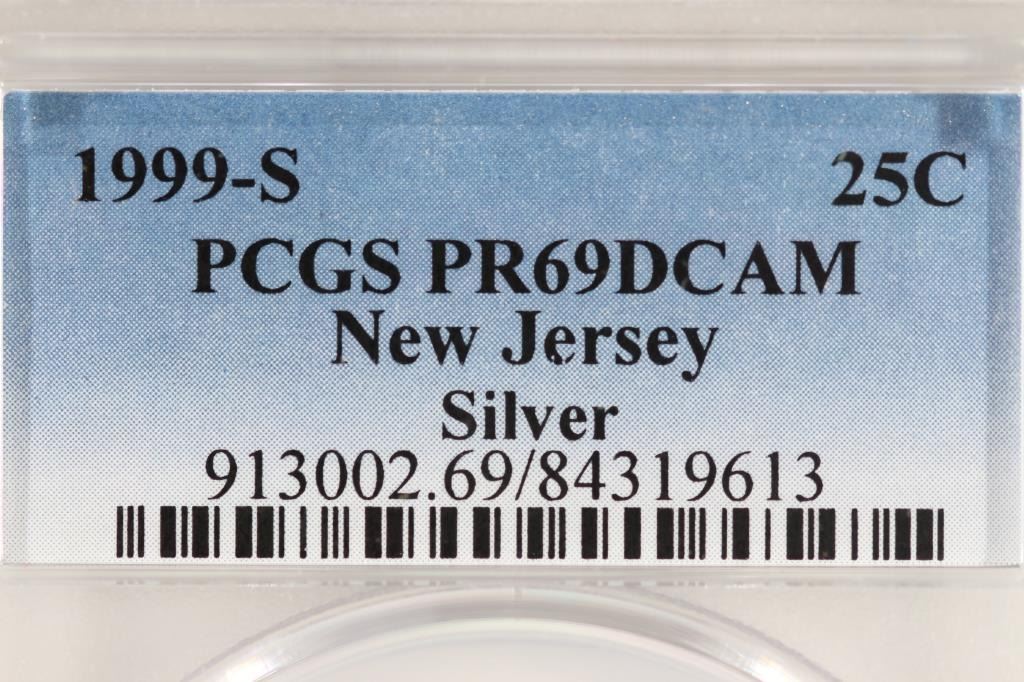 1999-S 25C
PCGS PR69DCAM
New Jersey
Silver
913002.69/84319613